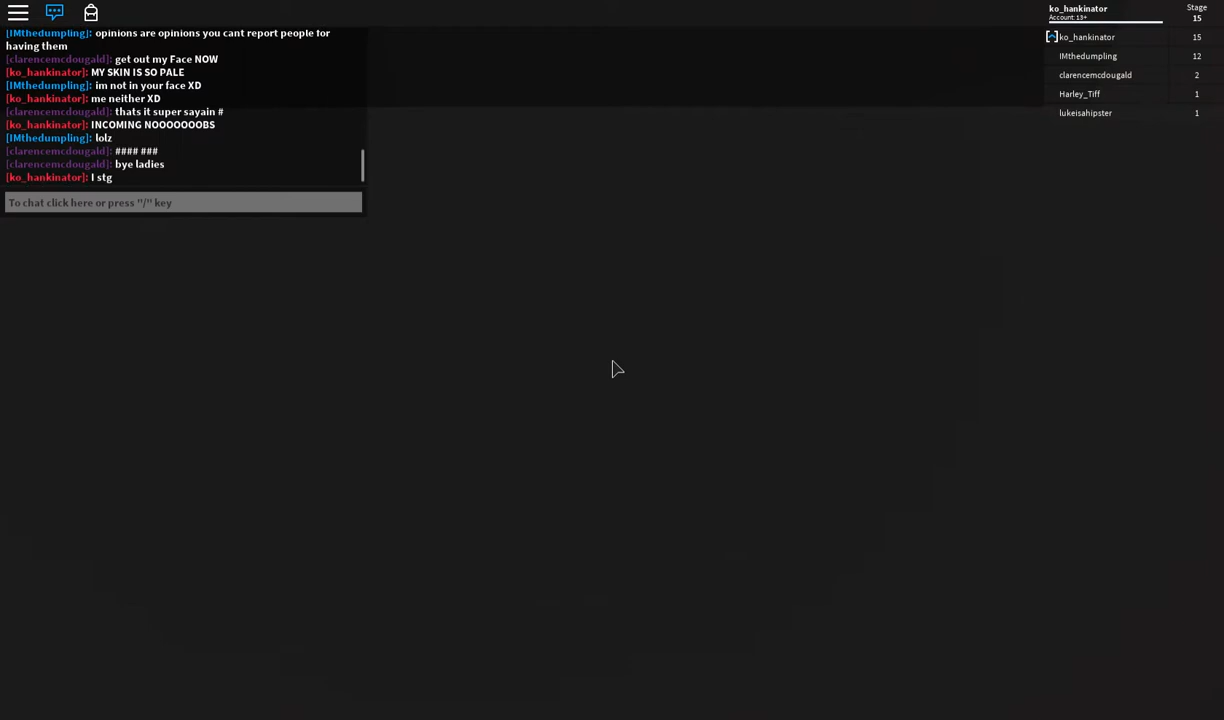 ko_hankinator
Account: 13+
Stage
15
[IMthedumpling]: opinions are opinions you cant report people for
having them
[clarencemcdougald]: get out my Face NOW
[ko_hankinator]: MY SKIN IS SO PALE
[IMthedumpling]: im not in your face XD
[ko_hankinator]: me neither XD
[clarencemcdougald]: thats it super sayain #
[ko_hankinator]: INCOMING NOOOOOOOBS
[IMthedumpling]: lolz
[clarencemcdougald]: #### ###
[clarencemcdougald]: bye ladies
[ko_hankinator]: I stg
To chat click here or press "/" key
ko_hankinator 15
IMthedumpling 12
clarencemcdougald 2
Harley_Tiff 1
lukeisahipster 1